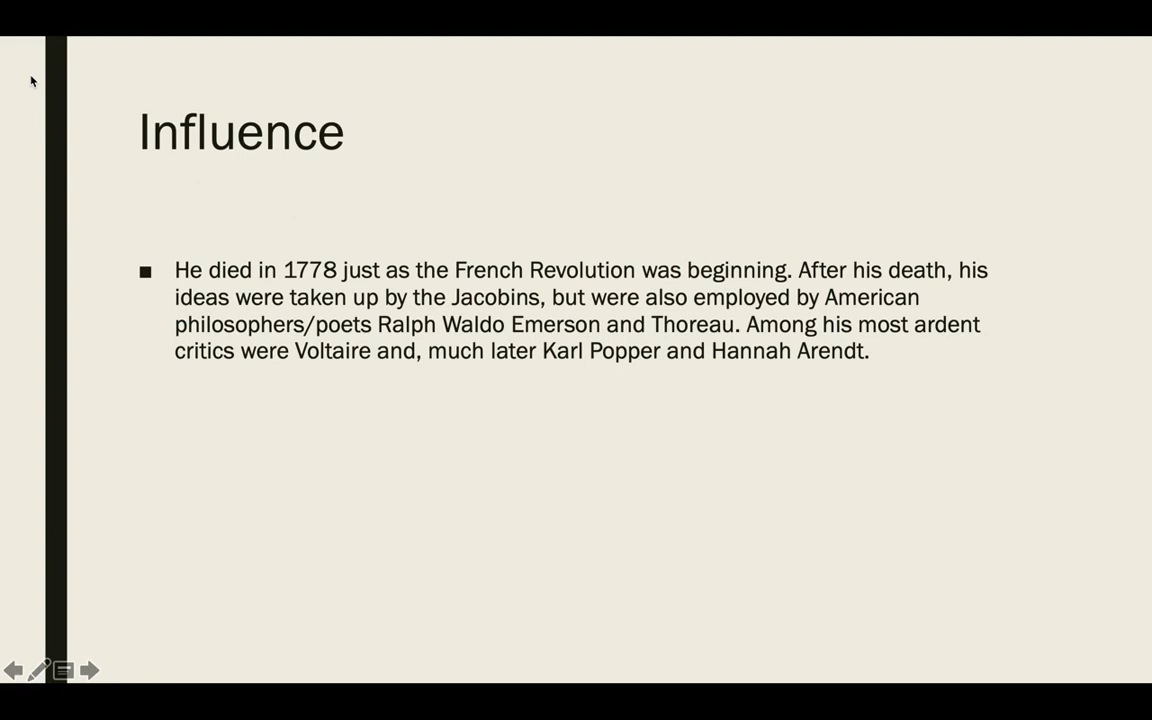 Influence
■ He died in 1778 just as the French Revolution was beginning. After his death, his
ideas were taken up by the Jacobins, but were also employed by American
philosophers/poets Ralph Waldo Emerson and Thoreau. Among his most ardent
critics were Voltaire and, much later Karl Popper and Hannah Arendt.